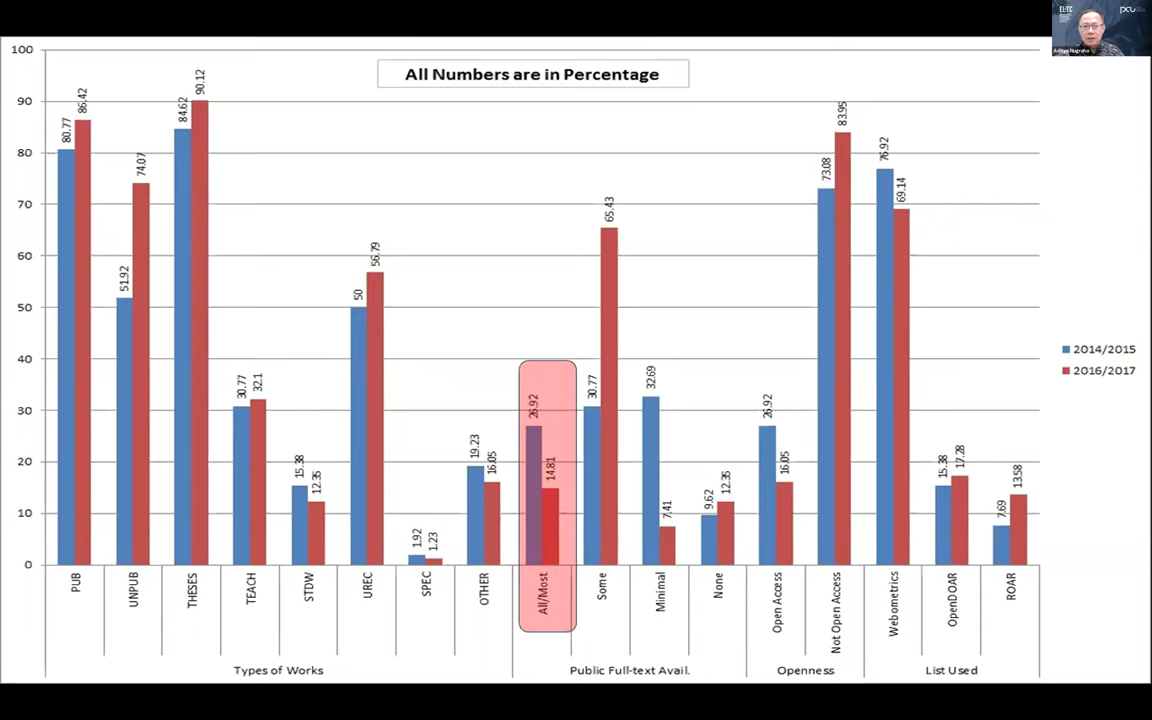 EL-TC
pcu
Aditya Nugraha
All Numbers are in Percentage
100
90
80
70
60
50
40
30
20
10
0
80.77
86.42
51.92
74.07
84.62
90.12
30.77
32.1
15.38
12.35
50
56.79
1.92
1.23
19.23
16.05
26.92
14.81
30.77
65.43
32.69
7.41
9.62
12.35
26.92
16.05
73.08
83.95
76.92
69.14
15.38
17.28
7.69
13.58
2014/2015
2016/2017
PUB
UNPUB
THESES
TEACH
STDW
UREC
SPEC
OTHER
All/Most
Some
Minimal
None
Open Access
Not Open Access
Webometrics
OpenDOAR
ROAR
Types of Works
Public Full-text Avail.
Openness
List Used